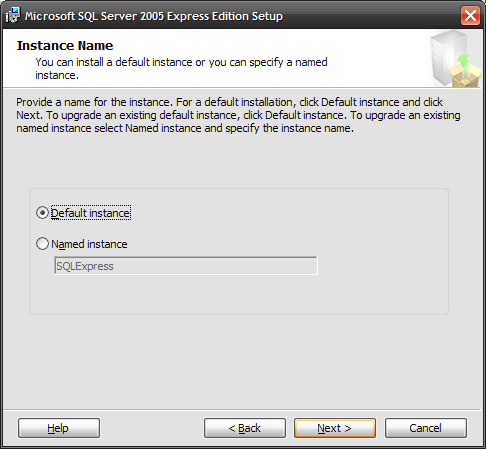 Microsoft SQL Server 2005 Express Edition Setup
Instance Name
You can install a default instance or you can specify a named
instance.
Provide a name for the instance. For a default installation, click Default instance and click
Next. To upgrade an existing default instance, click Default instance. To upgrade an existing
named instance select Named instance and specify the instance name.
Default instance
Named instance
SQLExpress
Help
< Back
Next >
Cancel